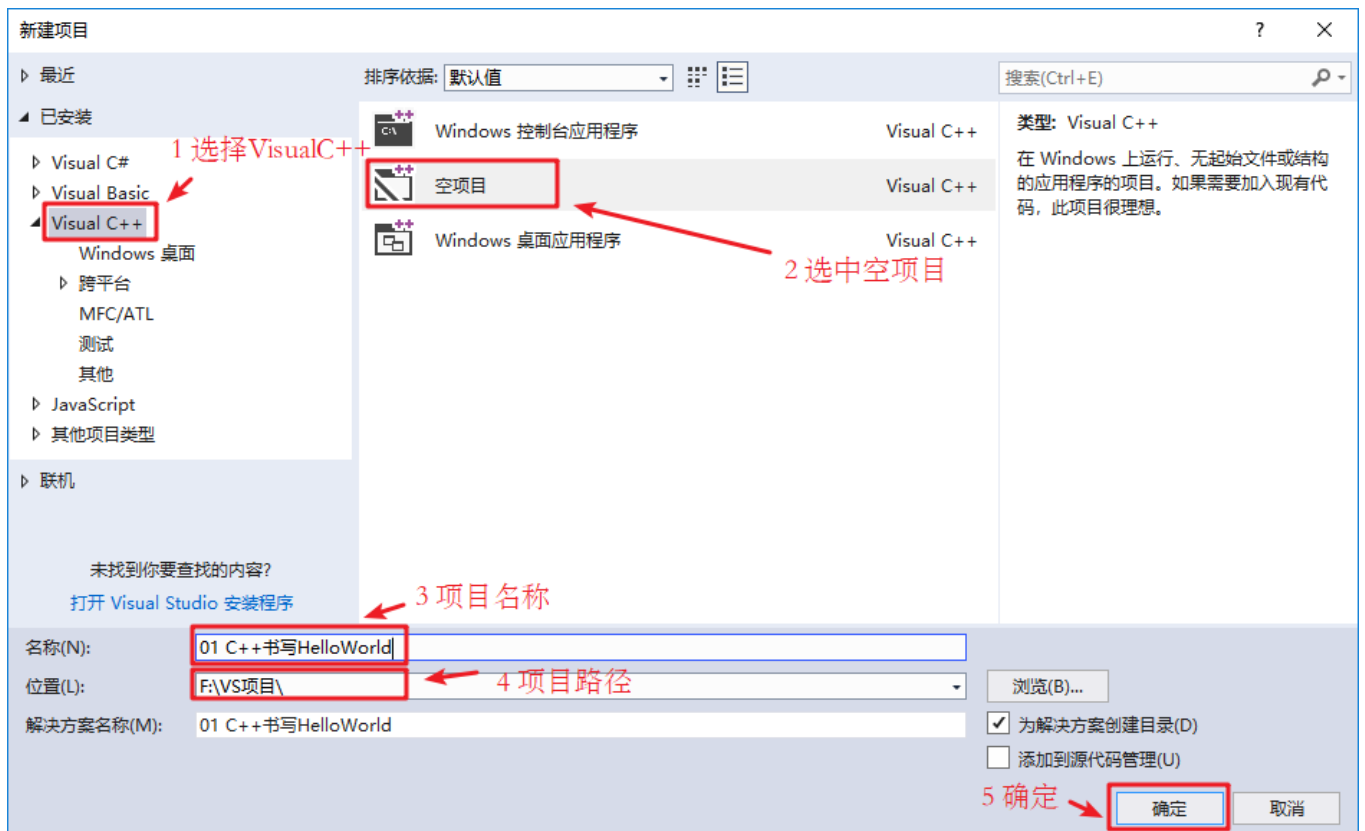 新建项目
?
最近
排序依据: 默认值
搜索(Ctrl+E)
已安装
1 选择VisualC++
Visual C#
Visual Basic
Visual C++
Windows 桌面
跨平台
MFC/ATL
测试
其他
JavaScript
其他项目类型
联机
未找到你要查找的内容?
打开 Visual Studio 安装程序
C:\
Windows 控制台应用程序 Visual C++
空项目 Visual C++
Windows 桌面应用程序 Visual C++
2 选中空项目
类型: Visual C++
在 Windows 上运行、无起始文件或结构
的应用程序的项目。如果需要加入现有代
码，此项目很理想。
3 项目名称
名称(N): 01 C++书写HelloWorld
位置(L): F:\VS项目\
4 项目路径
浏览(B)...
解决方案名称(M): 01 C++书写HelloWorld
为解决方案创建目录(D)
添加到源代码管理(U)
5 确定
确定
取消